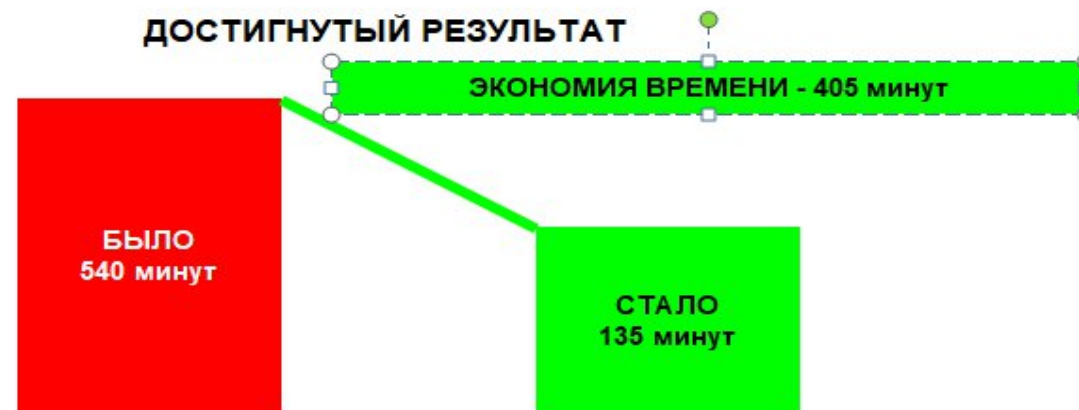 ДОСТИГНУТЫЙ РЕЗУЛЬТАТ
ЭКОНОМИЯ ВРЕМЕНИ - 405 минут
БЫЛО
540 минут
СТАЛО
135 минут